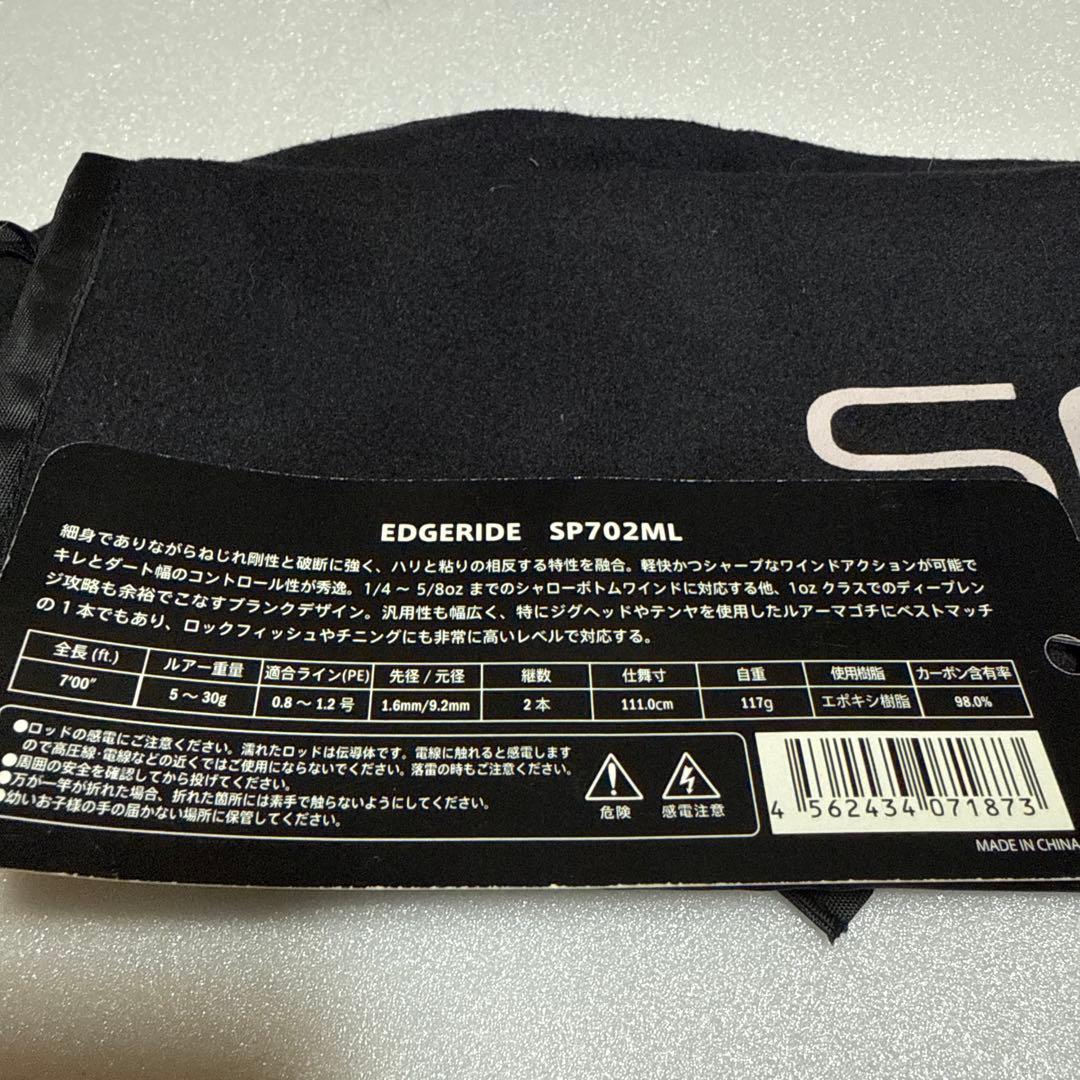 EDGERIDE SP702ML
細身でありながらねじれ剛性と破断に強く、ハリと粘りの相反する特性を融合。軽快かつシャープなワインドアクションが可能で
キレとダート幅のコントロール性が秀逸。1/4～5/8oz までのシャローボトムワインドに対応する他、1oz クラスでのディープレン
ジ攻略も余裕でこなすブランクデザイン。汎用性も幅広く、特にジグヘッドやテンヤを使用したルアーマゴチにベストマッチ
の1本でもあり、ロックフィッシュやチニングにも非常に高いレベルで対応する。
全長 (ft.) ルアー重量 適合ライン(PE) 先径 / 元径 継数 仕舞寸 自重 使用樹脂 カーボン含有率
7'00" 5～30g 0.8～1.2号 1.6mm/9.2mm 2本 111.0cm 117g エポキシ樹脂 98.0%
●ロッドの感電にご注意ください。濡れたロッドは伝導体です。電線に触れると感電します
ので高圧線・電線などの近くではご使用にならないでください。落雷の時もご注意ください。
●周囲の安全を確認してから投げてください。
●万が一竿が折れた場合、折れた箇所には素手で触らないようにしてください。
●幼いお子様の手の届かない場所に保管してください。
危険 感電注意
4 562434 071873
MADE IN CHINA